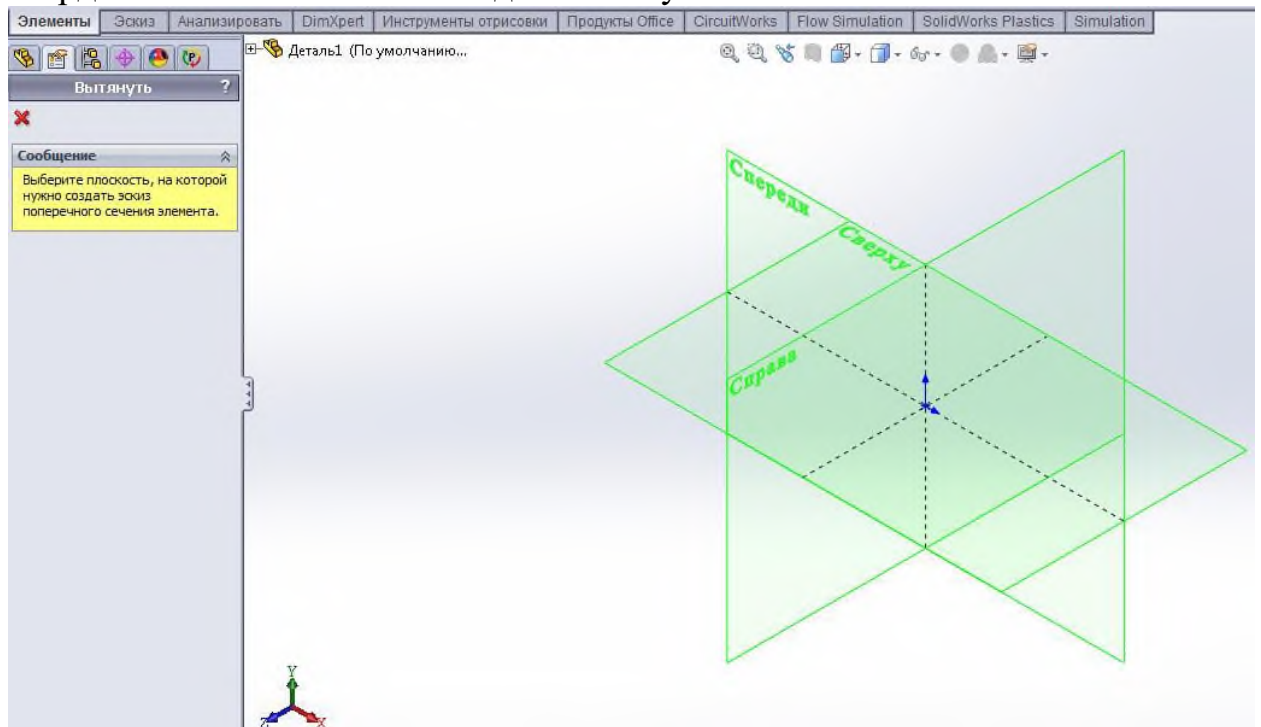 Элементы Эскиз Анализировать DimXpert Инструменты отрисовки Продукты Office CircuitWorks Flow Simulation SolidWorks Plastics Simulation
Деталь1 (По умолчанию...
Вытянуть ?
Сообщение
Выберите плоскость, на которой
нужно создать эскиз
поперечного сечения элемента.
Спереди
Сверху
Справа
Y
Z X